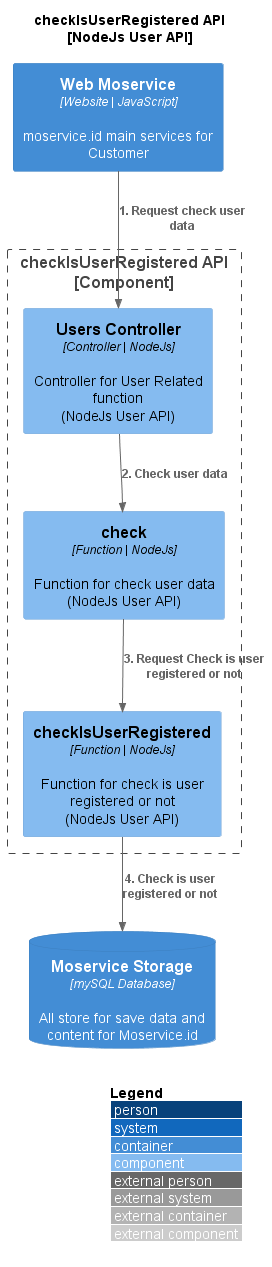 checkIsUserRegistered API
[NodeJs User API]
Web Moservice
[Website | JavaScript]
moservice.id main services for
Customer
1. Request check user
data
checkIsUserRegistered API
[Component]
Users Controller
[Controller | NodeJs]
Controller for User Related
function
(NodeJs User API)
2. Check user data
check
[Function | NodeJs]
Function for check user data
(NodeJs User API)
3. Request Check is user
registered or not
checkIsUserRegistered
[Function | NodeJs]
Function for check is user
registered or not
(NodeJs User API)
4. Check is user
registered or not
Moservice Storage
[mySQL Database]
All store for save data and
content for Moservice.id
Legend
person
system
container
component
external person
external system
external container
external component